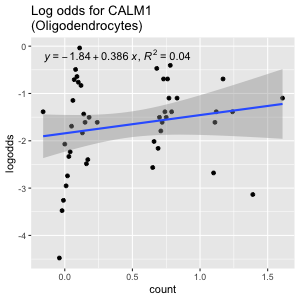 Log odds for CALM1
(Oligodendrocytes)
y = −1.84 + 0.386 x, R² = 0.04
0
-1
-2
-3
-4
logodds
0.0 0.5 1.0 1.5
count